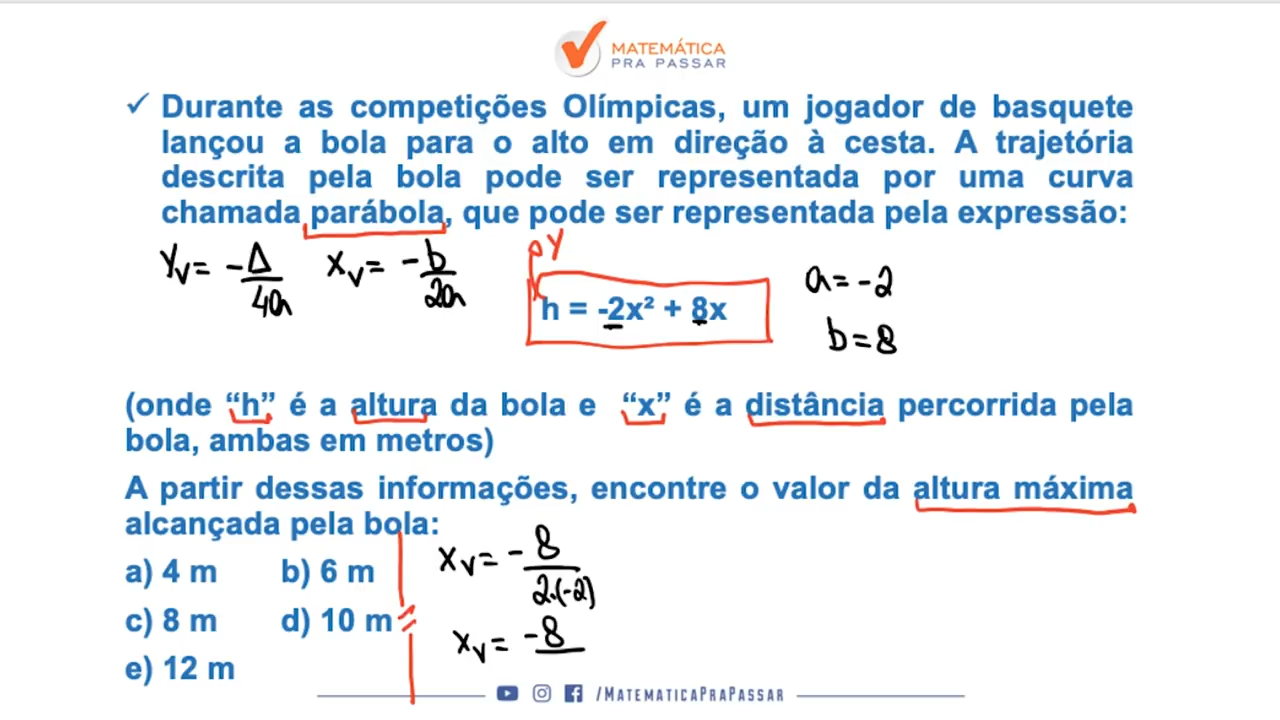 MATEMÁTICA
PRA PASSAR
✓ Durante as competições Olímpicas, um jogador de basquete
lançou a bola para o alto em direção à cesta. A trajetória
descrita pela bola pode ser representada por uma curva
chamada parábola, que pode ser representada pela expressão:
Yv = -Δ/4a   Xv = -b/2a
Y
h = -2x² + 8x
a = -2
b = 8
(onde “h” é a altura da bola e “x” é a distância percorrida pela
bola, ambas em metros)
A partir dessas informações, encontre o valor da altura máxima
alcançada pela bola:
a) 4 m   b) 6 m
c) 8 m   d) 10 m
e) 12 m
Xv = -8/2.(-2)
Xv = -8
/MATEMATICAPRAPASSAR